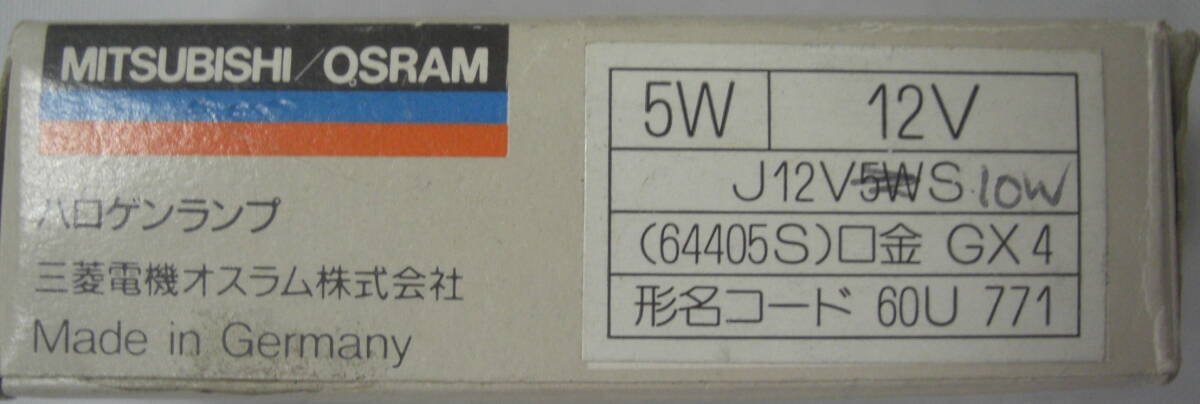 MITSUBISHI/OSRAM
ハロゲンランプ
三菱電機オスラム株式会社
Made in Germany
5W 12V
J12V5WS 10W
(64405S)口金 GX4
形名コード 60U 771